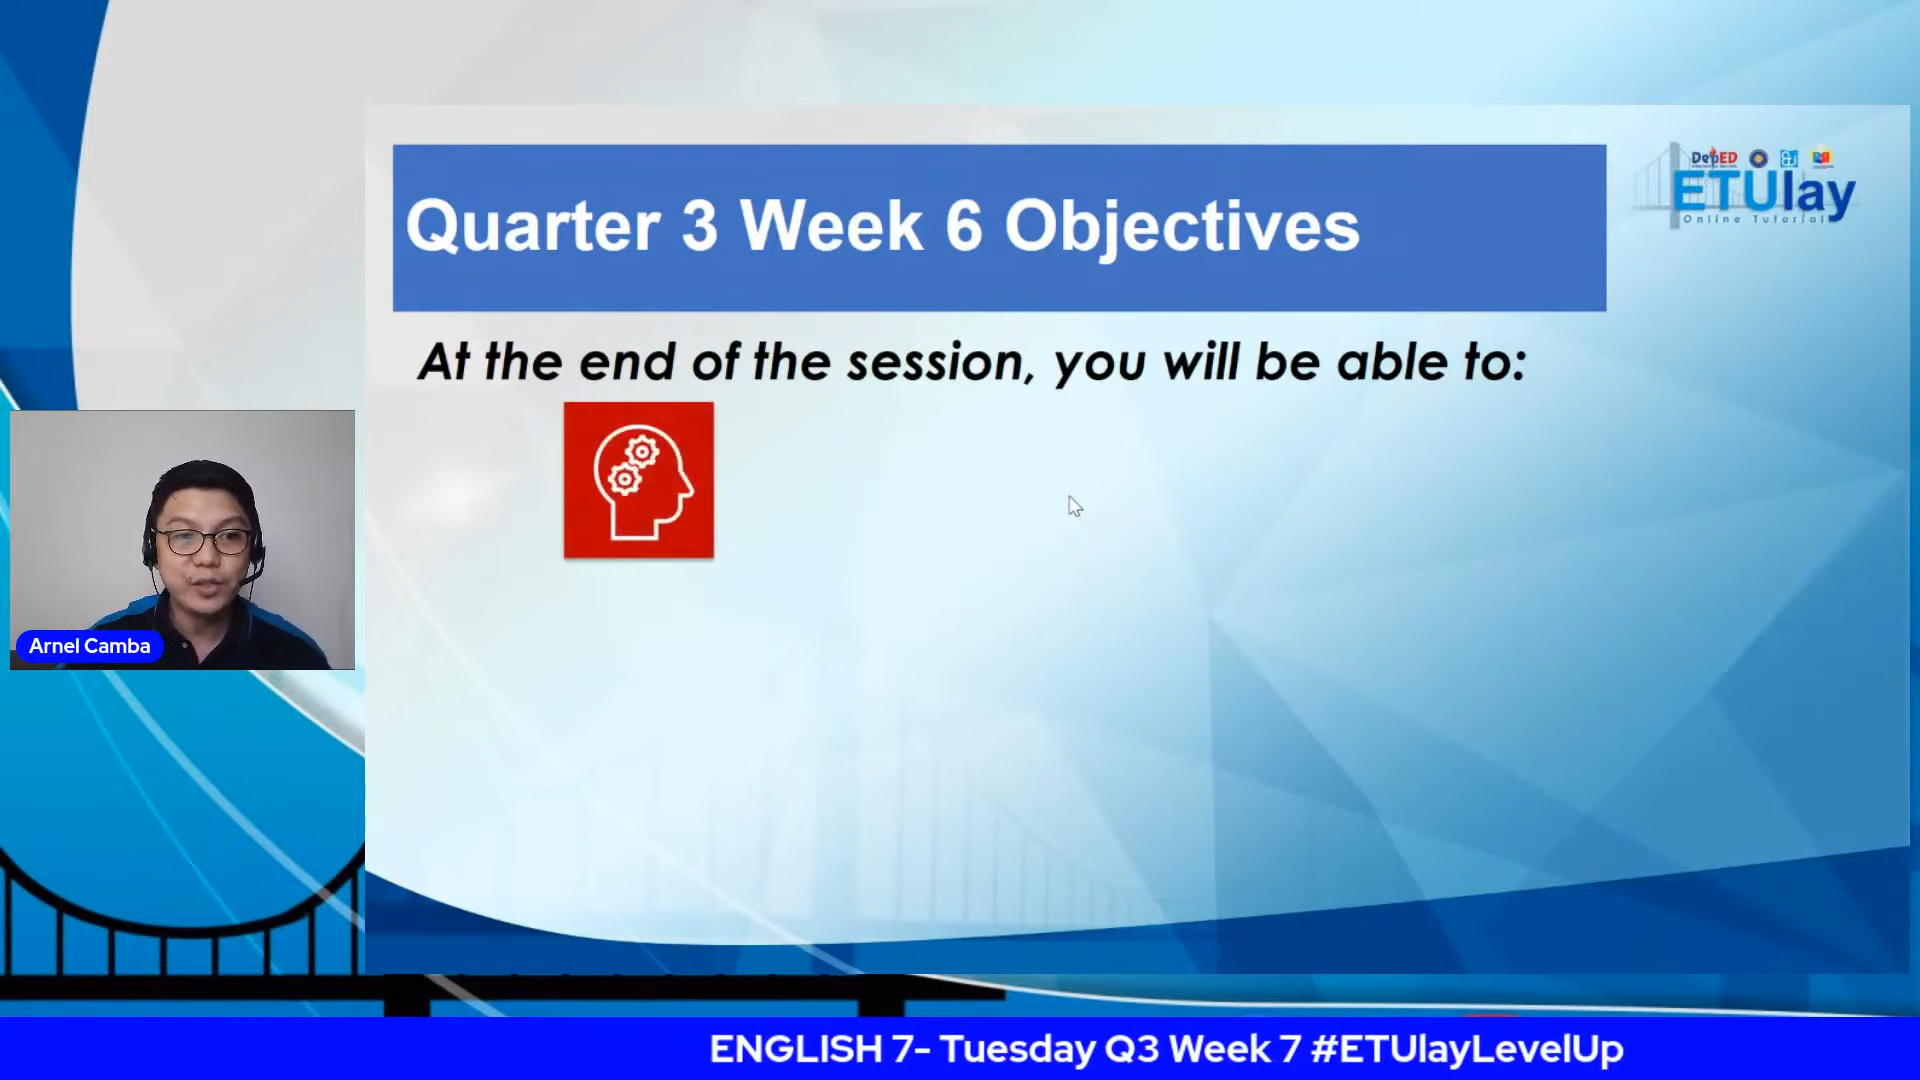 Quarter 3 Week 6 Objectives
DepED
ETUlay
Online Tutorial
At the end of the session, you will be able to:
Arnel Camba
ENGLISH 7- Tuesday Q3 Week 7 #ETUlayLevelUp